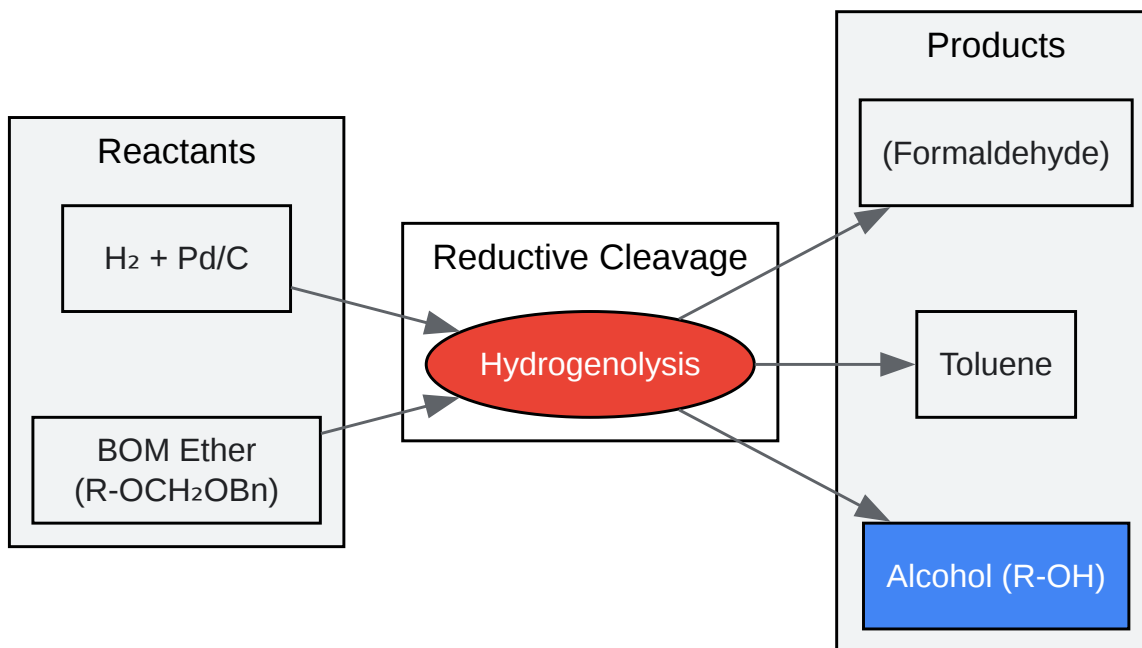 Reactants
H₂ + Pd/C
BOM Ether
(R-OCH₂OBn)
Reductive Cleavage
Hydrogenolysis
Products
(Formaldehyde)
Toluene
Alcohol (R-OH)